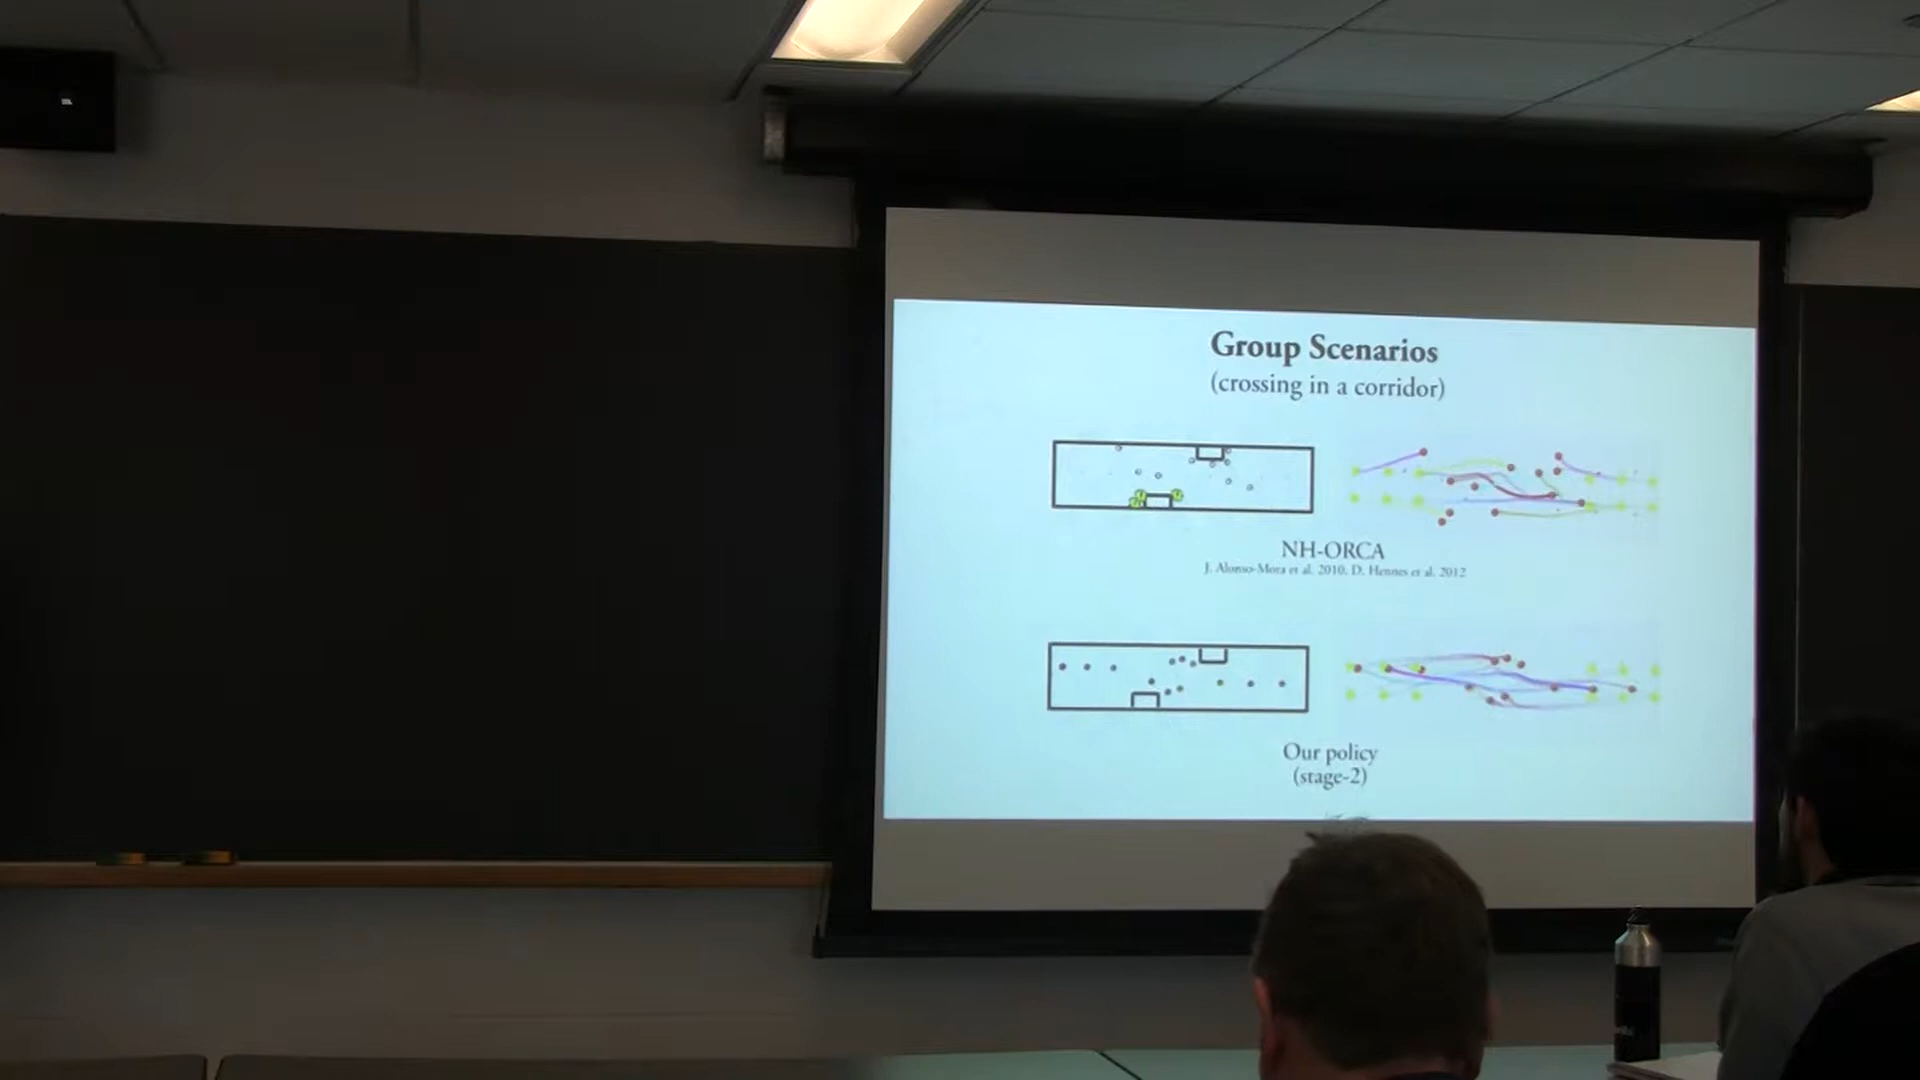 Group Scenarios
(crossing in a corridor)
NH-ORCA
J. Alonso-Mora et al. 2010, D. Hennes et al. 2012
Our policy
(stage-2)